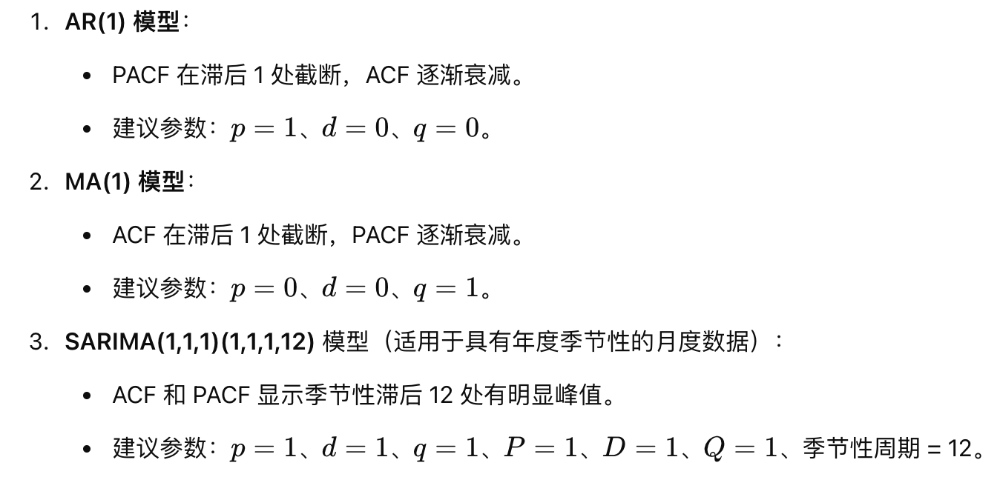 1. AR(1) 模型：
• PACF 在滞后 1 处截断，ACF 逐渐衰减。
• 建议参数：p = 1、d = 0、q = 0。
2. MA(1) 模型：
• ACF 在滞后 1 处截断，PACF 逐渐衰减。
• 建议参数：p = 0、d = 0、q = 1。
3. SARIMA(1,1,1)(1,1,1,12) 模型（适用于具有年度季节性的月度数据）：
• ACF 和 PACF 显示季节性滞后 12 处有明显峰值。
• 建议参数：p = 1、d = 1、q = 1、P = 1、D = 1、Q = 1、季节性周期 = 12。